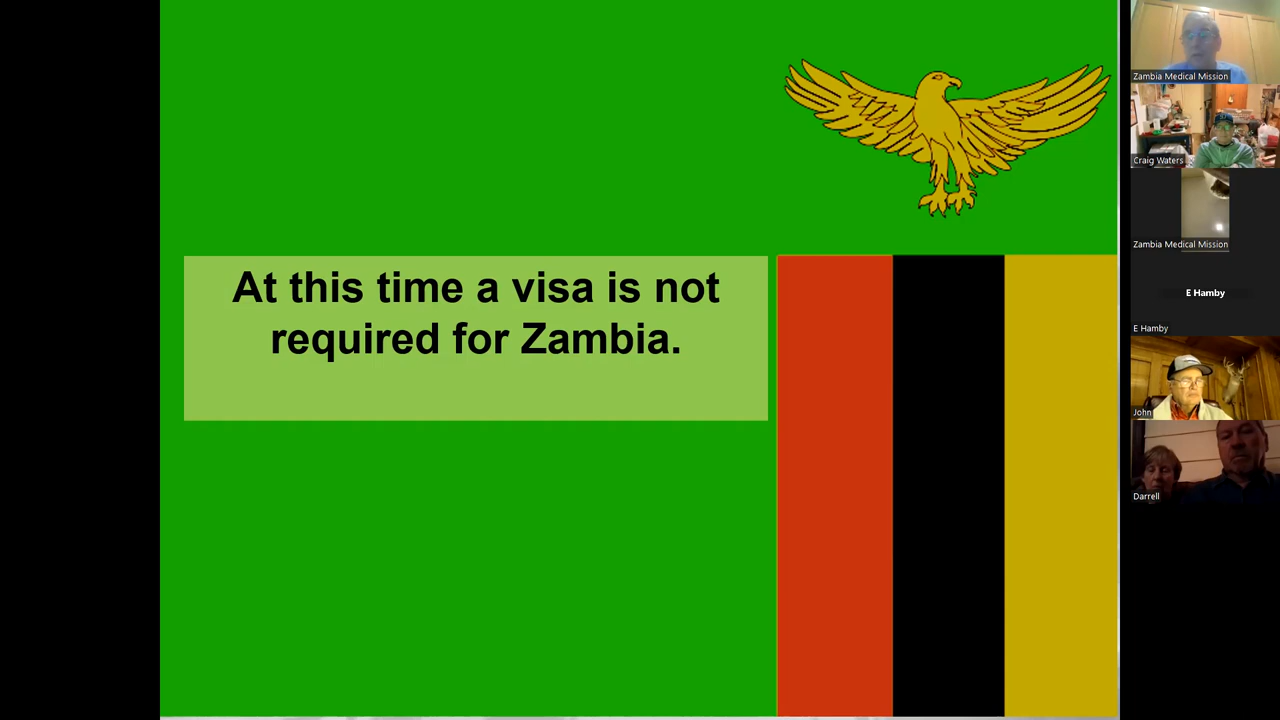 At this time a visa is not
required for Zambia.
Zambia Medical Mission
Craig Waters
Zambia Medical Mission
E Hamby
E Hamby
John
Darrell